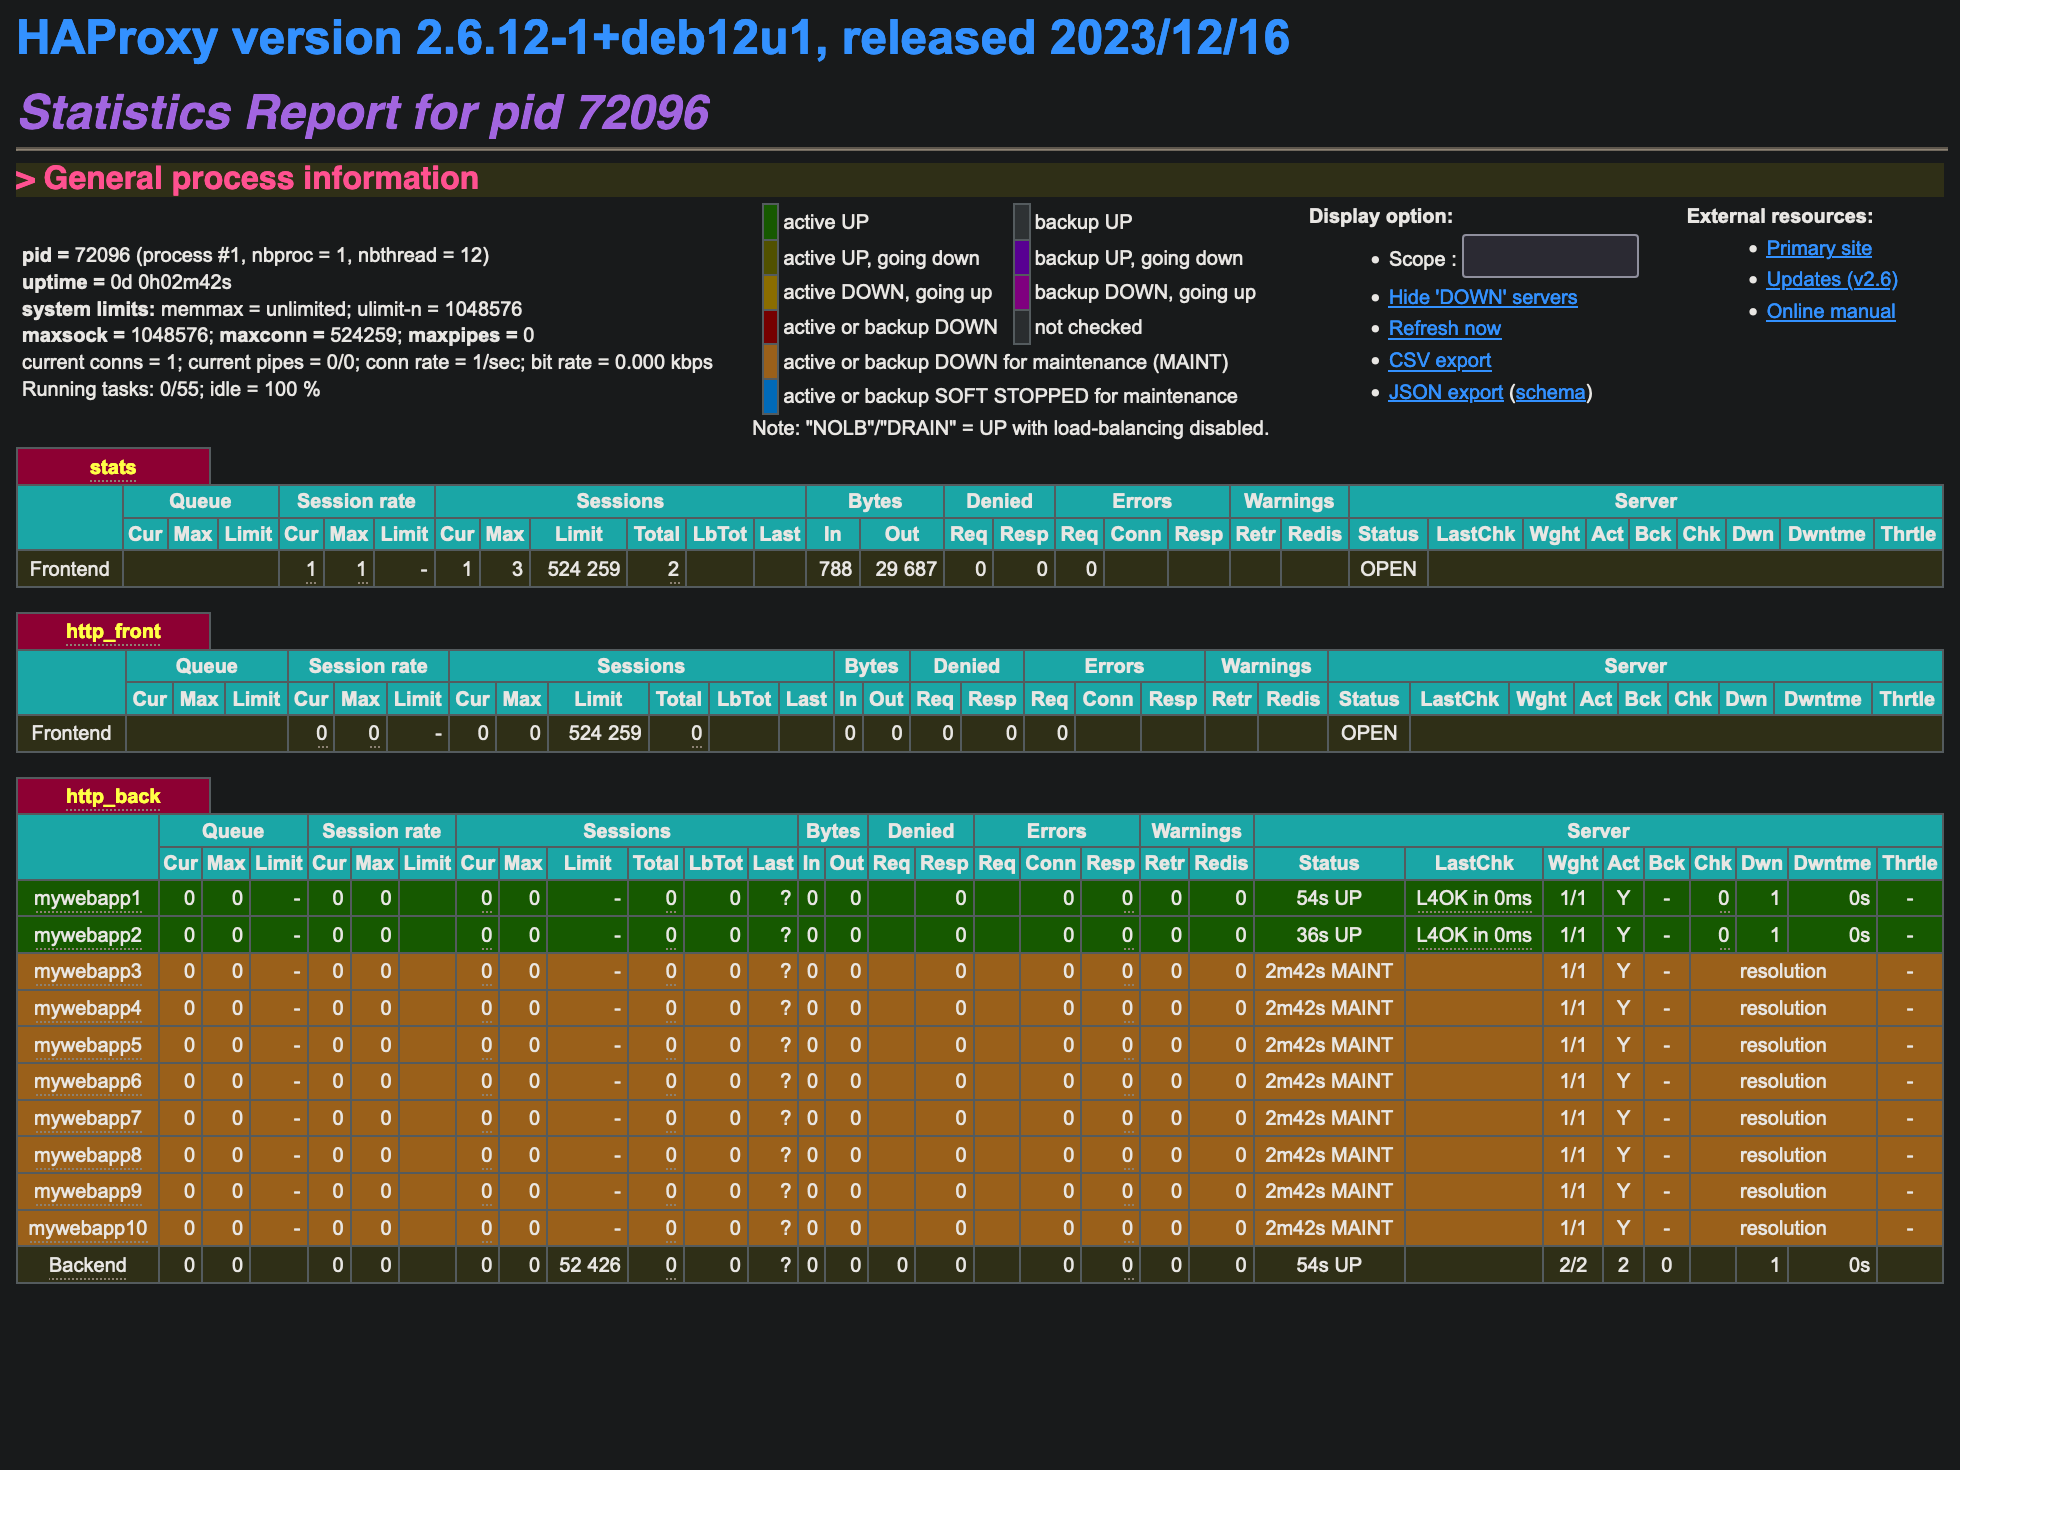 HAProxy version 2.6.12-1+deb12u1, released 2023/12/16
Statistics Report for pid 72096
> General process information
pid = 72096 (process #1, nbproc = 1, nbthread = 12)
uptime = 0d 0h02m42s
system limits: memmax = unlimited; ulimit-n = 1048576
maxsock = 1048576; maxconn = 524259; maxpipes = 0
current conns = 1; current pipes = 0/0; conn rate = 1/sec; bit rate = 0.000 kbps
Running tasks: 0/55; idle = 100 %
active UP backup UP
active UP, going down backup UP, going down
active DOWN, going up backup DOWN, going up
active or backup DOWN not checked
active or backup DOWN for maintenance (MAINT)
active or backup SOFT STOPPED for maintenance
Note: "NOLB"/"DRAIN" = UP with load-balancing disabled.
Display option:
• Scope :
• Hide 'DOWN' servers
• Refresh now
• CSV export
• JSON export (schema)
External resources:
• Primary site
• Updates (v2.6)
• Online manual
stats
Queue Session rate Sessions Bytes Denied Errors Warnings Server
Cur Max Limit Cur Max Limit Cur Max Limit Total LbTot Last In Out Req Resp Req Conn Resp Retr Redis Status LastChk Wght Act Bck Chk Dwn Dwntme Thrtle
Frontend 1 1 - 1 3 524 259 2 788 29 687 0 0 0 OPEN
http_front
Queue Session rate Sessions Bytes Denied Errors Warnings Server
Cur Max Limit Cur Max Limit Cur Max Limit Total LbTot Last In Out Req Resp Req Conn Resp Retr Redis Status LastChk Wght Act Bck Chk Dwn Dwntme Thrtle
Frontend 0 0 - 0 0 524 259 0 0 0 0 0 0 OPEN
http_back
Queue Session rate Sessions Bytes Denied Errors Warnings Server
Cur Max Limit Cur Max Limit Cur Max Limit Total LbTot Last In Out Req Resp Req Conn Resp Retr Redis Status LastChk Wght Act Bck Chk Dwn Dwntme Thrtle
mywebapp1 0 0 - 0 0 0 0 - 0 0 ? 0 0 0 0 0 0 0 54s UP L4OK in 0ms 1/1 Y - 0 1 0s -
mywebapp2 0 0 - 0 0 0 0 - 0 0 ? 0 0 0 0 0 0 0 36s UP L4OK in 0ms 1/1 Y - 0 1 0s -
mywebapp3 0 0 - 0 0 0 0 - 0 0 ? 0 0 0 0 0 0 0 2m42s MAINT 1/1 Y - resolution -
mywebapp4 0 0 - 0 0 0 0 - 0 0 ? 0 0 0 0 0 0 0 2m42s MAINT 1/1 Y - resolution -
mywebapp5 0 0 - 0 0 0 0 - 0 0 ? 0 0 0 0 0 0 0 2m42s MAINT 1/1 Y - resolution -
mywebapp6 0 0 - 0 0 0 0 - 0 0 ? 0 0 0 0 0 0 0 2m42s MAINT 1/1 Y - resolution -
mywebapp7 0 0 - 0 0 0 0 - 0 0 ? 0 0 0 0 0 0 0 2m42s MAINT 1/1 Y - resolution -
mywebapp8 0 0 - 0 0 0 0 - 0 0 ? 0 0 0 0 0 0 0 2m42s MAINT 1/1 Y - resolution -
mywebapp9 0 0 - 0 0 0 0 - 0 0 ? 0 0 0 0 0 0 0 2m42s MAINT 1/1 Y - resolution -
mywebapp10 0 0 - 0 0 0 0 - 0 0 ? 0 0 0 0 0 0 0 2m42s MAINT 1/1 Y - resolution -
Backend 0 0 0 0 0 0 52 426 0 0 ? 0 0 0 0 0 0 0 0 54s UP 2/2 2 0 1 0s